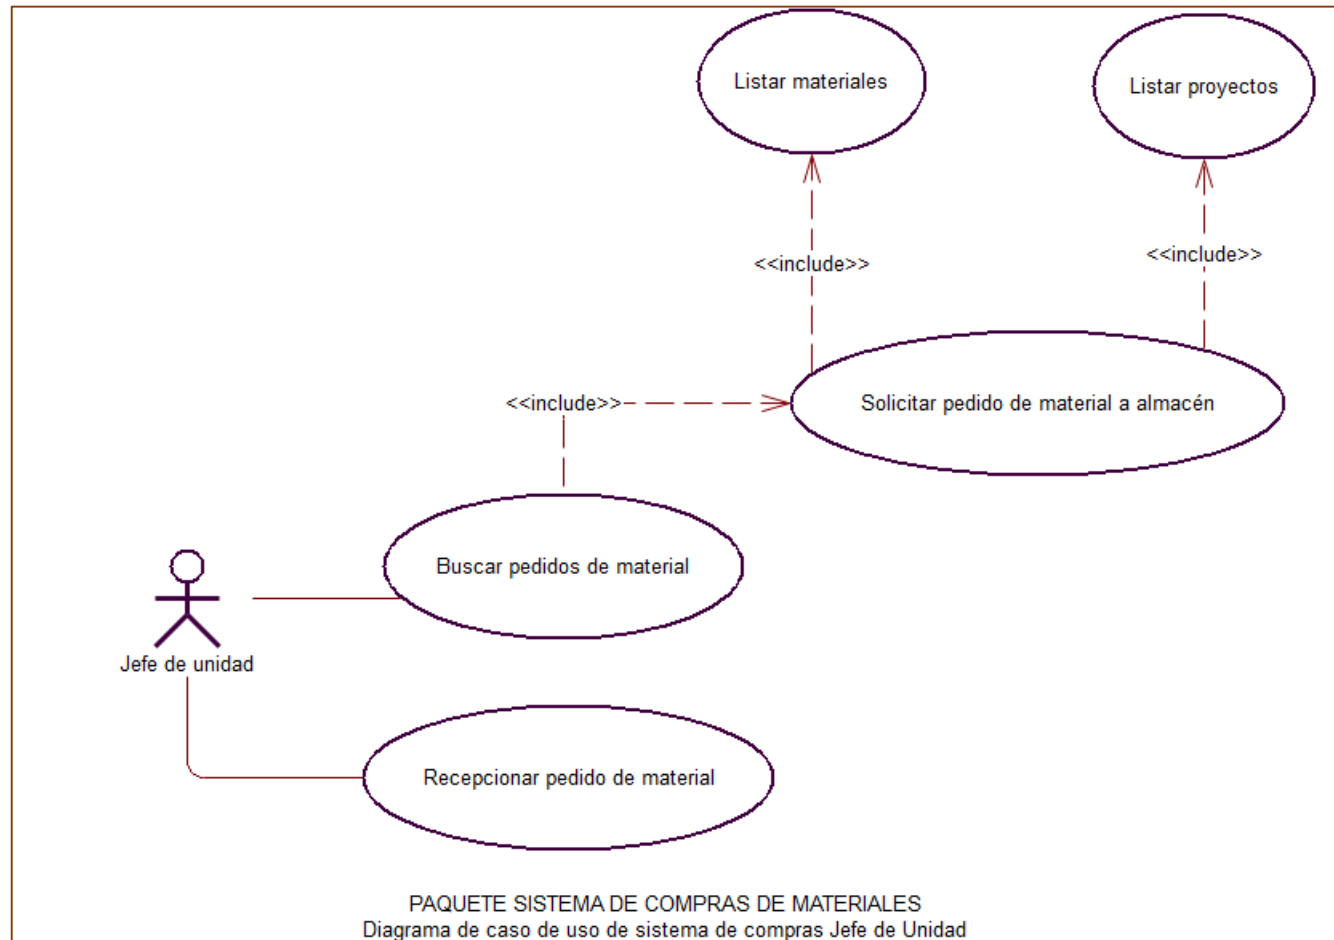 Listar materiales
Listar proyectos
<<include>>
<<include>>
<<include>>
Solicitar pedido de material a almacén
Buscar pedidos de material
Jefe de unidad
Recepcionar pedido de material
PAQUETE SISTEMA DE COMPRAS DE MATERIALES
Diagrama de caso de uso de sistema de compras Jefe de Unidad